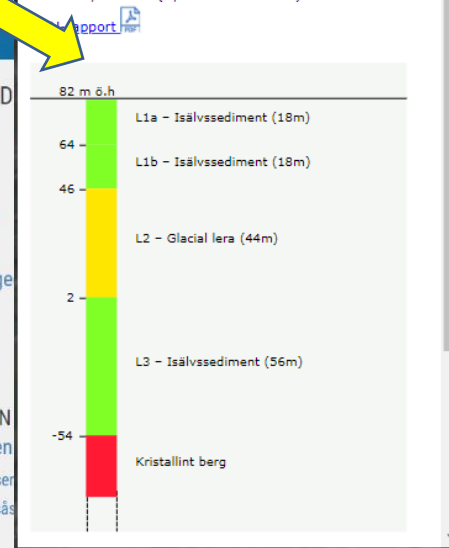 rapport
PDF
82 m ö.h
L1a – Isälvssediment (18m)
64
L1b – Isälvssediment (18m)
46
L2 – Glacial lera (44m)
2
L3 – Isälvssediment (56m)
-54
Kristallint berg